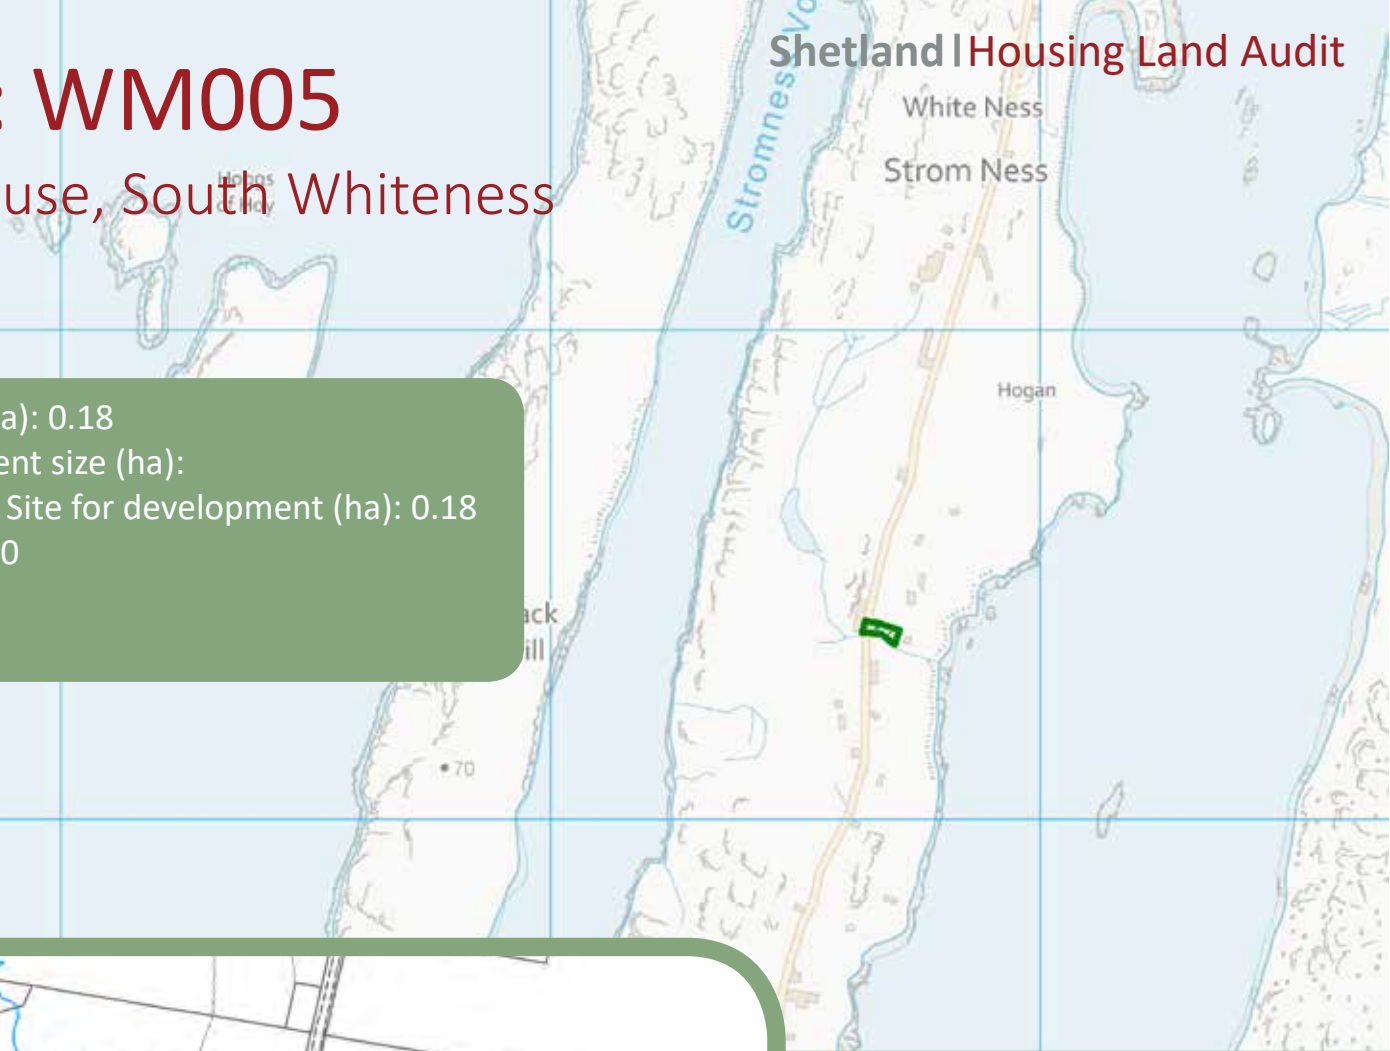 Shetland|Housing Land Audit
: WM005
use, South Whiteness
White Ness
Strom Ness
Stromness Vo
Hogan
a): 0.18
ent size (ha):
Site for development (ha): 0.18
0
ack
ill
70